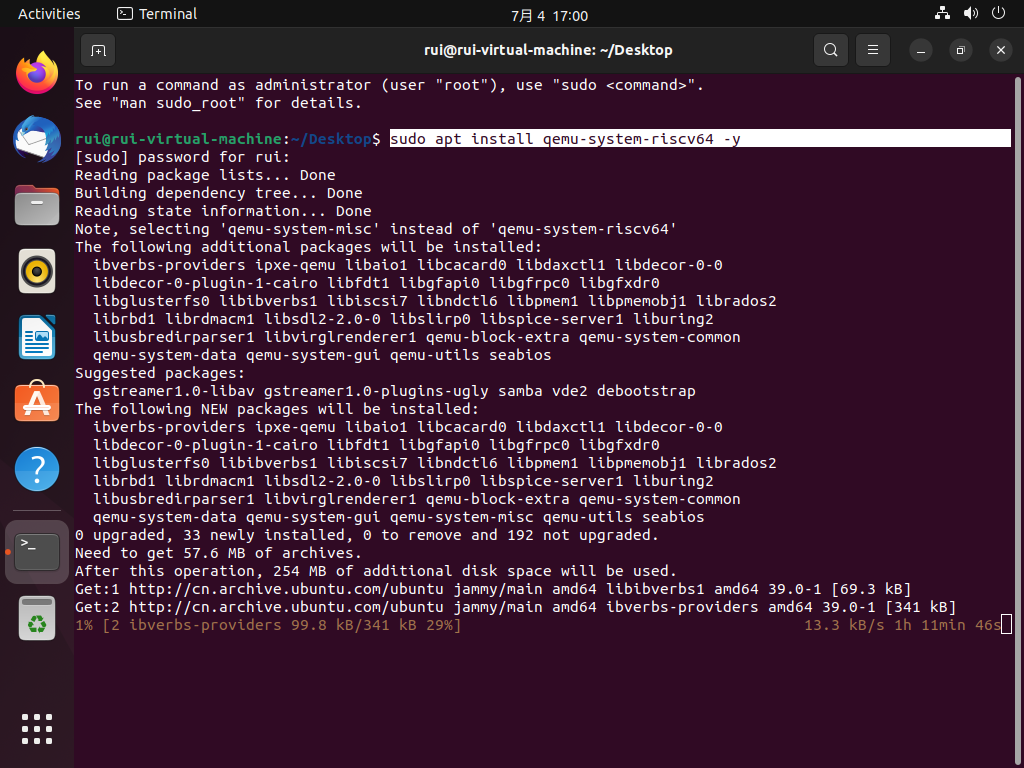 Activities Terminal 7月 4 17:00
rui@rui-virtual-machine: ~/Desktop
To run a command as administrator (user "root"), use "sudo <command>".
See "man sudo_root" for details.
rui@rui-virtual-machine:~/Desktop$ sudo apt install qemu-system-riscv64 -y
[sudo] password for rui:
Reading package lists... Done
Building dependency tree... Done
Reading state information... Done
Note, selecting 'qemu-system-misc' instead of 'qemu-system-riscv64'
The following additional packages will be installed:
ibverbs-providers ipxe-qemu libaio1 libcacard0 libdaxctl1 libdecor-0-0
libdecor-0-plugin-1-cairo libfdt1 libgfapi0 libgfrpc0 libgfxdr0
libglusterfs0 libibverbs1 libiscsi7 libndctl6 libpmem1 libpmemobj1 librados2
librbd1 librdmacm1 libsdl2-2.0-0 libslirp0 libspice-server1 liburing2
libusbredirparser1 libvirglrenderer1 qemu-block-extra qemu-system-common
qemu-system-data qemu-system-gui qemu-utils seabios
Suggested packages:
gstreamer1.0-libav gstreamer1.0-plugins-ugly samba vde2 debootstrap
The following NEW packages will be installed:
ibverbs-providers ipxe-qemu libaio1 libcacard0 libdaxctl1 libdecor-0-0
libdecor-0-plugin-1-cairo libfdt1 libgfapi0 libgfrpc0 libgfxdr0
libglusterfs0 libibverbs1 libiscsi7 libndctl6 libpmem1 libpmemobj1 librados2
librbd1 librdmacm1 libsdl2-2.0-0 libslirp0 libspice-server1 liburing2
libusbredirparser1 libvirglrenderer1 qemu-block-extra qemu-system-common
qemu-system-data qemu-system-gui qemu-system-misc qemu-utils seabios
0 upgraded, 33 newly installed, 0 to remove and 192 not upgraded.
Need to get 57.6 MB of archives.
After this operation, 254 MB of additional disk space will be used.
Get:1 http://cn.archive.ubuntu.com/ubuntu jammy/main amd64 libibverbs1 amd64 39.0-1 [69.3 kB]
Get:2 http://cn.archive.ubuntu.com/ubuntu jammy/main amd64 ibverbs-providers amd64 39.0-1 [341 kB]
1% [2 ibverbs-providers 99.8 kB/341 kB 29%] 13.3 kB/s 1h 11min 46s